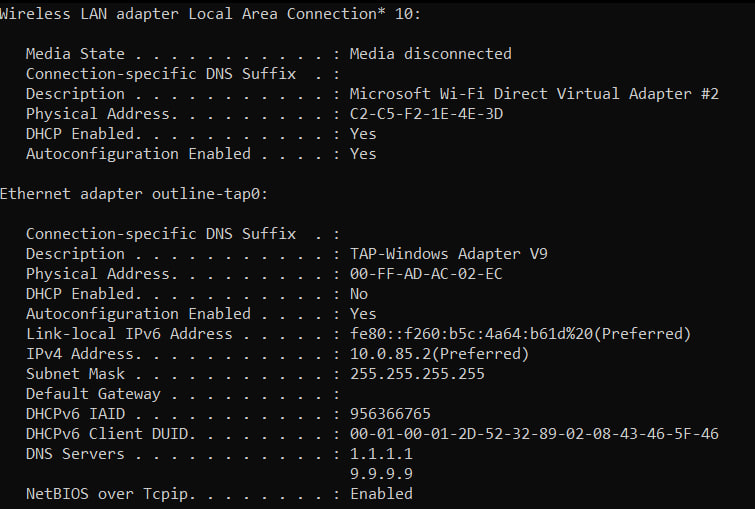 Wireless LAN adapter Local Area Connection* 10:
Media State . . . . . . . . . . . : Media disconnected
Connection-specific DNS Suffix  . :
Description . . . . . . . . . . . : Microsoft Wi-Fi Direct Virtual Adapter #2
Physical Address. . . . . . . . . : C2-C5-F2-1E-4E-3D
DHCP Enabled. . . . . . . . . . . : Yes
Autoconfiguration Enabled . . . . : Yes
Ethernet adapter outline-tap0:
Connection-specific DNS Suffix  . :
Description . . . . . . . . . . . : TAP-Windows Adapter V9
Physical Address. . . . . . . . . : 00-FF-AD-AC-02-EC
DHCP Enabled. . . . . . . . . . . : No
Autoconfiguration Enabled . . . . : Yes
Link-local IPv6 Address . . . . . : fe80::f260:b5c:4a64:b61d%20(Preferred)
IPv4 Address. . . . . . . . . . . : 10.0.85.2(Preferred)
Subnet Mask . . . . . . . . . . . : 255.255.255.255
Default Gateway . . . . . . . . . :
DHCPv6 IAID . . . . . . . . . . . : 956366765
DHCPv6 Client DUID. . . . . . . . : 00-01-00-01-2D-52-32-89-02-08-43-46-5F-46
DNS Servers . . . . . . . . . . . : 1.1.1.1
9.9.9.9
NetBIOS over Tcpip. . . . . . . . : Enabled